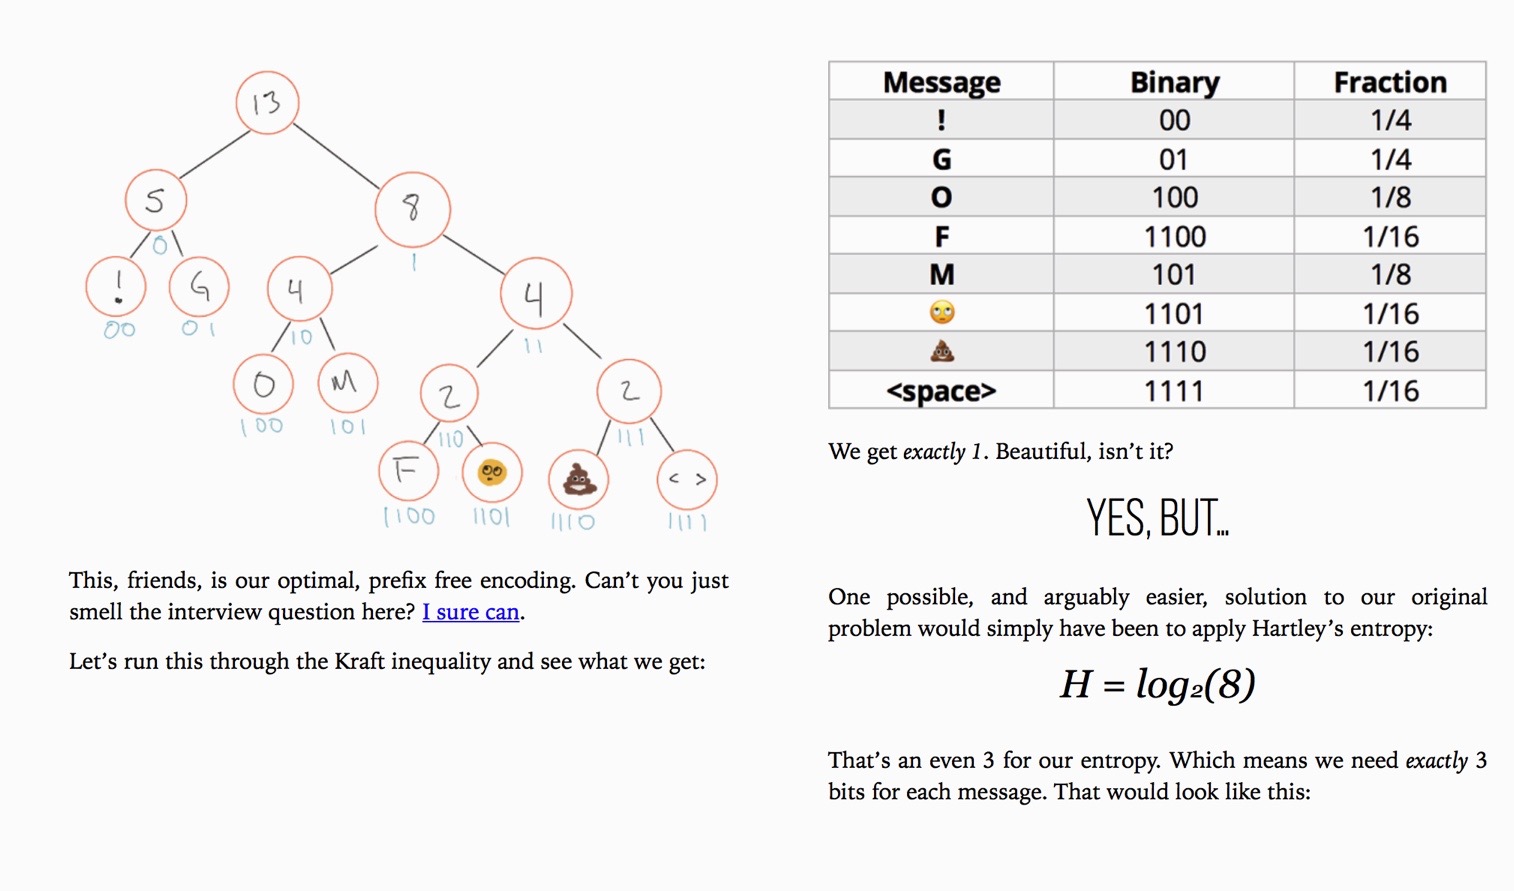 13
5
8
0
1
!
G
4
4
00
01
10
11
O
M
2
2
100
101
110
111
F
< >
1100
1101
1110
1111
This, friends, is our optimal, prefix free encoding. Can’t you just
smell the interview question here? I sure can.
Let’s run this through the Kraft inequality and see what we get:
Message Binary Fraction
! 00 1/4
G 01 1/4
O 100 1/8
F 1100 1/16
M 101 1/8
🙄 1101 1/16
💩 1110 1/16
<space> 1111 1/16
We get exactly 1. Beautiful, isn’t it?
YES, BUT...
One possible, and arguably easier, solution to our original
problem would simply have been to apply Hartley’s entropy:
H = log₂(8)
That’s an even 3 for our entropy. Which means we need exactly 3
bits for each message. That would look like this: